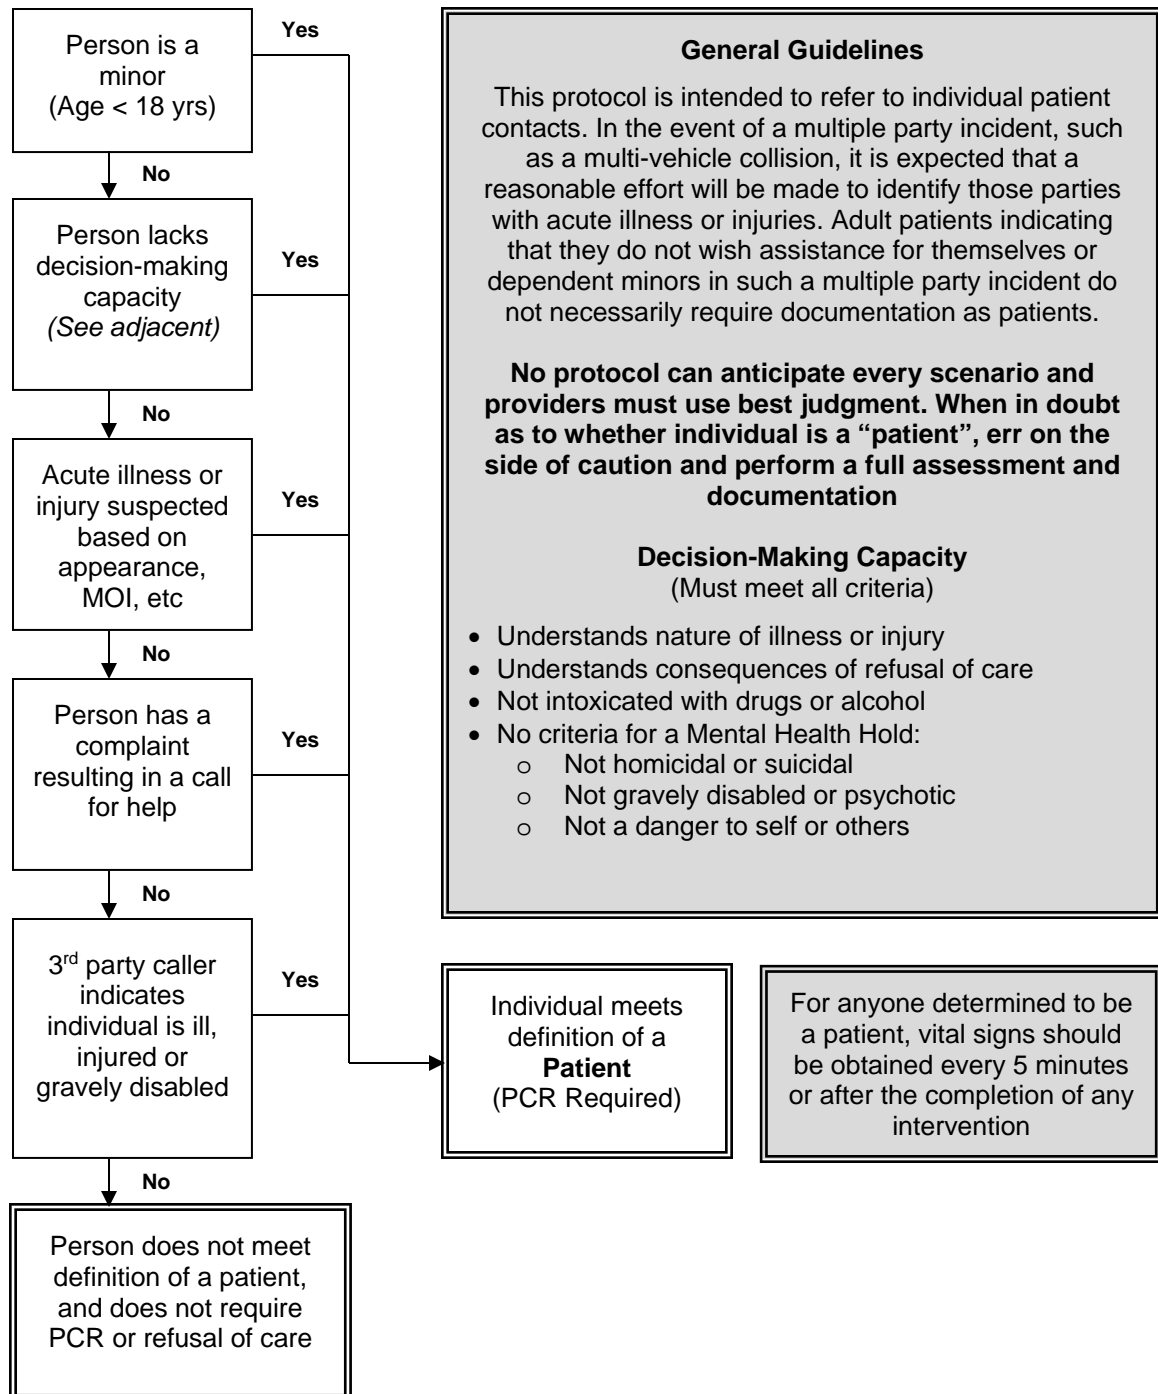 Person is a
minor
(Age < 18 yrs)
Yes
No
Person lacks
decision-making
capacity
(See adjacent)
Yes
No
Acute illness or
injury suspected
based on
appearance,
MOI, etc
Yes
No
Person has a
complaint
resulting in a call
for help
Yes
No
3rd party caller
indicates
individual is ill,
injured or
gravely disabled
Yes
No
Person does not meet
definition of a patient,
and does not require
PCR or refusal of care
General Guidelines
This protocol is intended to refer to individual patient
contacts. In the event of a multiple party incident, such
as a multi-vehicle collision, it is expected that a
reasonable effort will be made to identify those parties
with acute illness or injuries. Adult patients indicating
that they do not wish assistance for themselves or
dependent minors in such a multiple party incident do
not necessarily require documentation as patients.
No protocol can anticipate every scenario and
providers must use best judgment. When in doubt
as to whether individual is a “patient”, err on the
side of caution and perform a full assessment and
documentation
Decision-Making Capacity
(Must meet all criteria)
• Understands nature of illness or injury
• Understands consequences of refusal of care
• Not intoxicated with drugs or alcohol
• No criteria for a Mental Health Hold:
o Not homicidal or suicidal
o Not gravely disabled or psychotic
o Not a danger to self or others
Individual meets
definition of a
Patient
(PCR Required)
For anyone determined to be
a patient, vital signs should
be obtained every 5 minutes
or after the completion of any
intervention